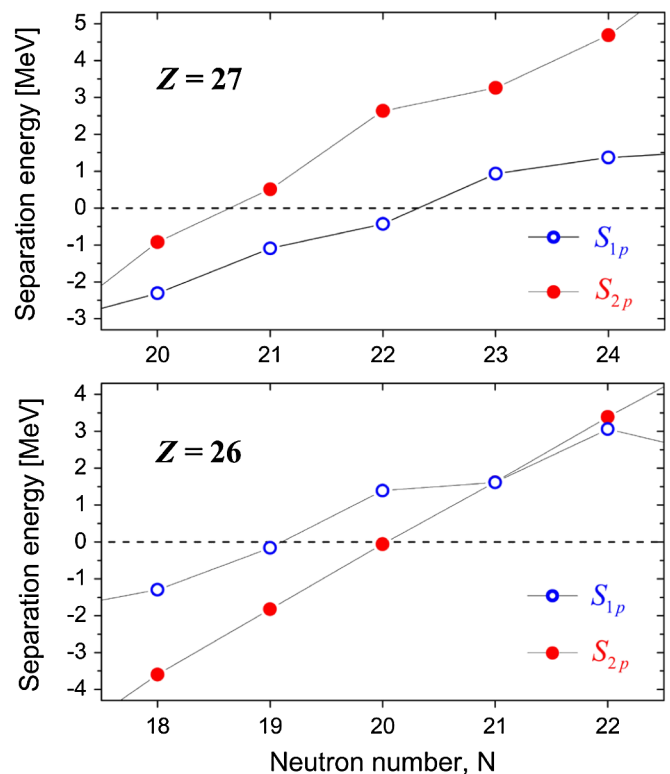 Separation energy [MeV]
5
4
3
2
1
0
-1
-2
-3
Z = 27
S1p
S2p
20 21 22 23 24
Separation energy [MeV]
4
3
2
1
0
-1
-2
-3
-4
Z = 26
S1p
S2p
18 19 20 21 22
Neutron number, N